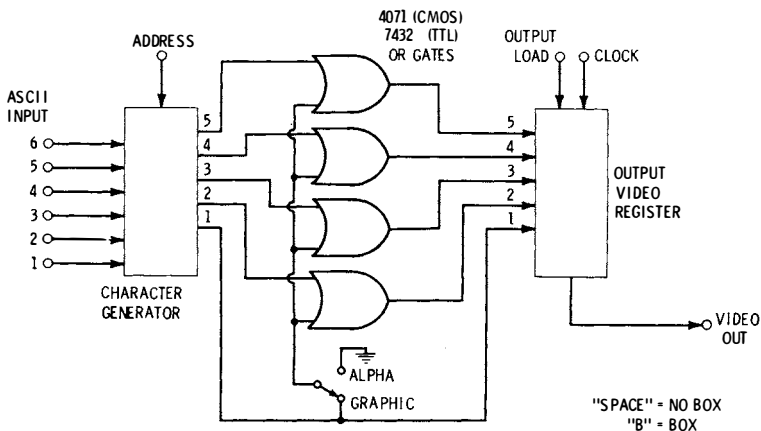 4071 (CMOS)
7432 (TTL)
OR GATES
ADDRESS
OUTPUT
LOAD
CLOCK
ASCII
INPUT
6
5
4
3
2
1
5
4
3
2
1
CHARACTER
GENERATOR
5
4
3
2
1
OUTPUT
VIDEO
REGISTER
ALPHA
GRAPHIC
VIDEO
OUT
"SPACE" = NO BOX
"B" = BOX